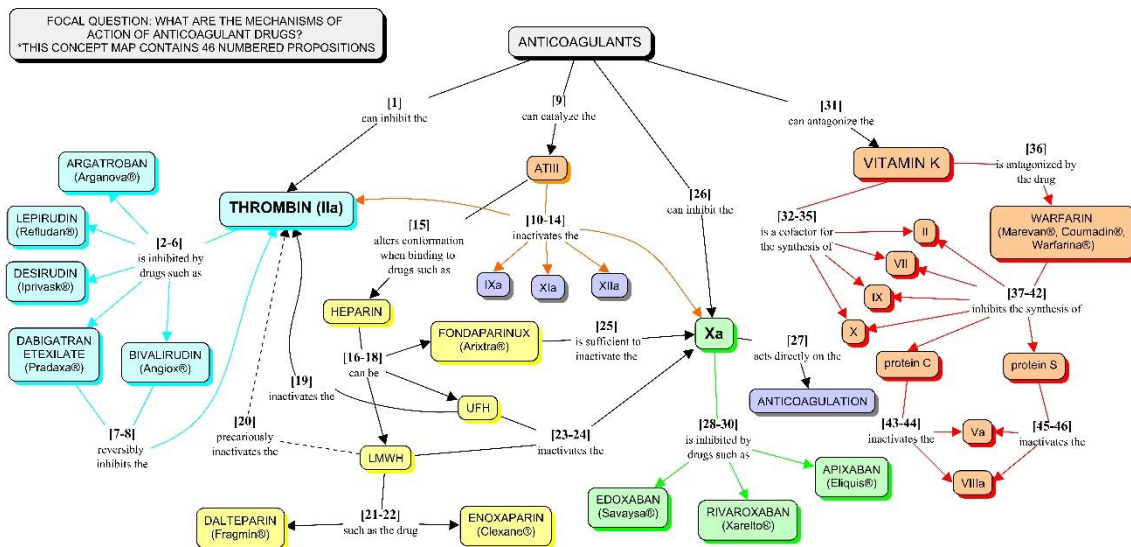 FOCAL QUESTION: WHAT ARE THE MECHANISMS OF
ACTION OF ANTICOAGULANT DRUGS?
*THIS CONCEPT MAP CONTAINS 46 NUMBERED PROPOSITIONS
ANTICOAGULANTS
[1]
can inhibit the
[9]
can catalyze the
[26]
can inhibit the
[31]
can antagonize the
ARGATROBAN
(Arganova®)
LEPIRUDIN
(Refludan®)
DESIRUDIN
(Iprivask®)
DABIGATRAN
ETEXILATE
(Pradaxa®)
BIVALIRUDIN
(Angiox®)
[2-6]
is inhibited by
drugs such as
[7-8]
reversibly
inhibits the
THROMBIN (IIa)
ATIII
[10-14]
inactivates the
IXa
XIa
XIIa
[15]
alters conformation
when binding to
drugs such as
HEPARIN
[16-18]
can be
FONDAPARINUX
(Arixtra®)
[25]
is sufficient to
inactivate the
UFH
[19]
inactivates the
[20]
precariously
inactivates the
LMWH
[23-24]
inactivates the
[21-22]
such as the drug
DALTEPARIN
(Fragmin®)
ENOXAPARIN
(Clexane®)
Xa
[27]
acts directly on the
ANTICOAGULATION
[28-30]
is inhibited by
drugs such as
EDOXABAN
(Savaysa®)
RIVAROXABAN
(Xarelto®)
APIXABAN
(Eliquis®)
VITAMIN K
[36]
is antagonized by
the drug
WARFARIN
(Marevan®, Coumadin®,
Warfarina®)
[32-35]
is a cofactor for
the synthesis of
II
VII
IX
X
[37-42]
inhibits the synthesis of
protein C
protein S
[43-44]
inactivates the
[45-46]
inactivates the
Va
VIIIa